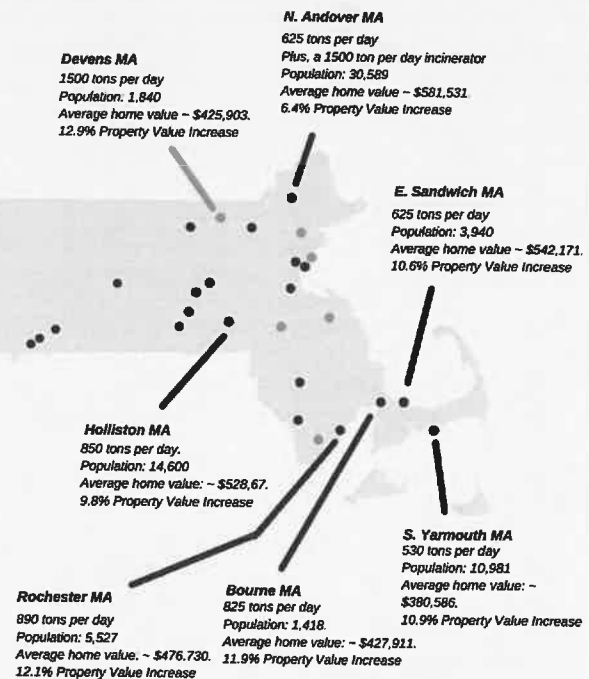 N. Andover MA
625 tons per day
Plus, a 1500 ton per day incinerator
Population: 30,589
Average home value ~ $581,531
6.4% Property Value Increase
Devens MA
1500 tons per day
Population: 1,840
Average home value ~ $425,903.
12.9% Property Value Increase
E. Sandwich MA
625 tons per day
Population: 3,940
Average home value ~ $542,171.
10.6% Property Value Increase
Holliston MA
850 tons per day.
Population: 14,600
Average home value: ~ $528,67.
9.8% Property Value Increase
S. Yarmouth MA
530 tons per day
Population: 10,981
Average home value: ~
$380,586.
10.9% Property Value Increase
Rochester MA
890 tons per day
Population: 5,527
Average home value. ~ $476.730.
12.1% Property Value Increase
Bourne MA
825 tons per day
Population: 1,418.
Average home value: ~ $427,911.
11.9% Property Value Increase